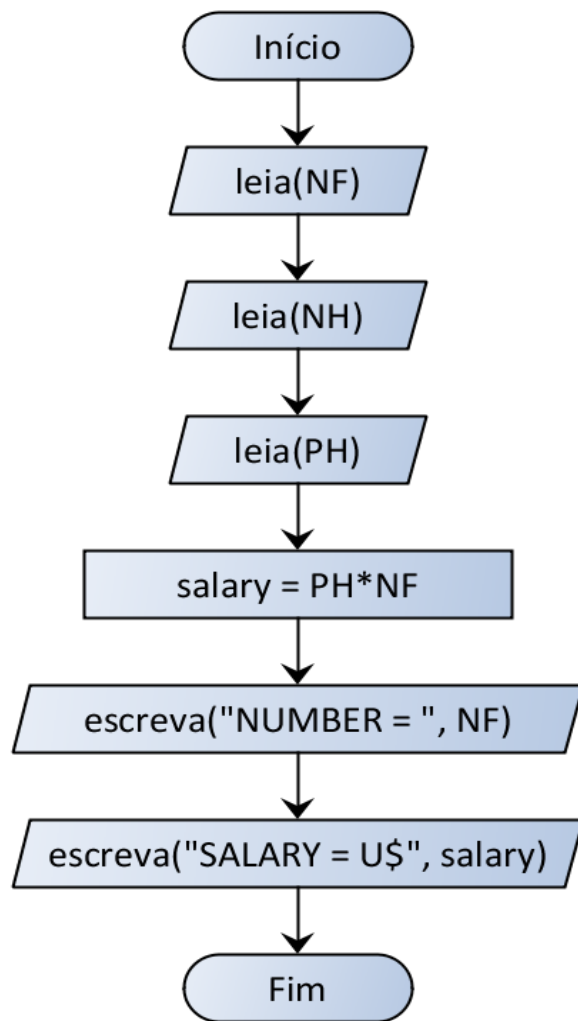 Início
leia(NF)
leia(NH)
leia(PH)
salary = PH*NF
escreva("NUMBER = ", NF)
escreva("SALARY = U$", salary)
Fim